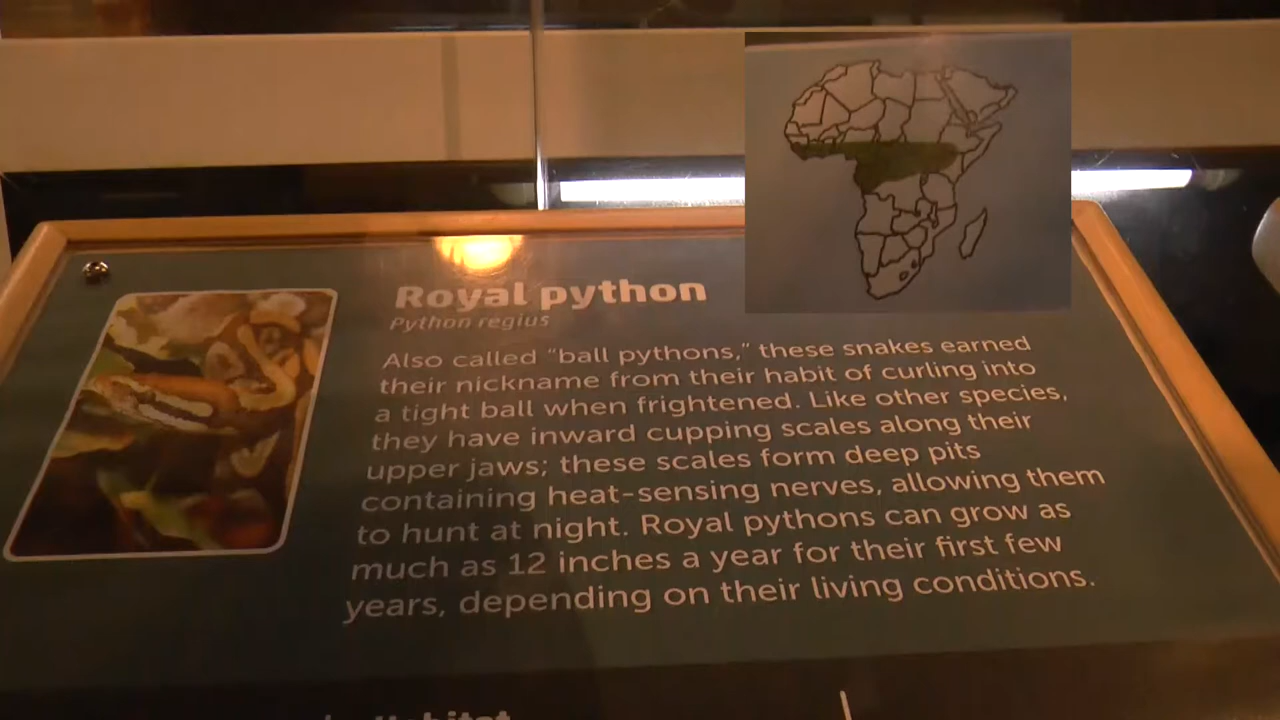 Royal python
Python regius
Also called “ball pythons,” these snakes earned
their nickname from their habit of curling into
a tight ball when frightened. Like other species,
they have inward cupping scales along their
upper jaws; these scales form deep pits
containing heat-sensing nerves, allowing them
to hunt at night. Royal pythons can grow as
much as 12 inches a year for their first few
years, depending on their living conditions.